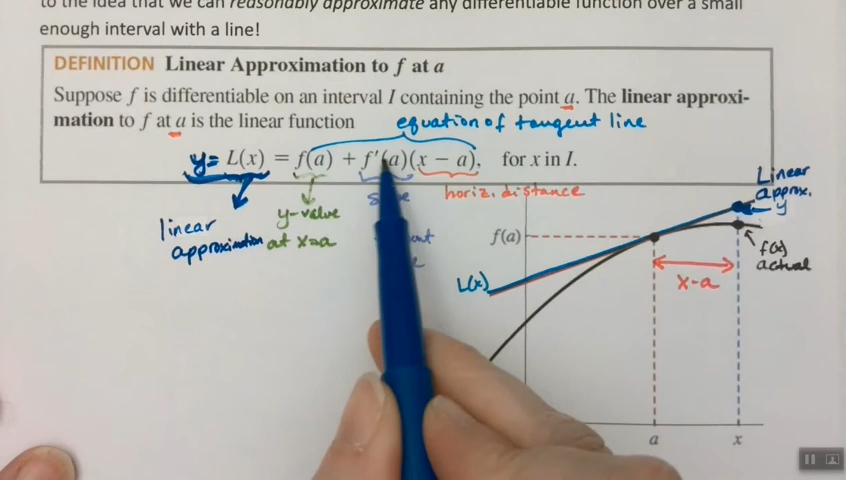 to the idea that we can reasonably approximate any differentiable function over a small
enough interval with a line!
DEFINITION Linear Approximation to f at a
Suppose f is differentiable on an interval I containing the point a. The linear approxi-
mation to f at a is the linear function
equation of tangent line
y= L(x) = f(a) + f'(a)(x − a), for x in I.
horiz. distance
y-value
at x=a
linear
approximation
Linear
approx.
y
f(a)
f(x)
actual
L(x)
x-a
a
x